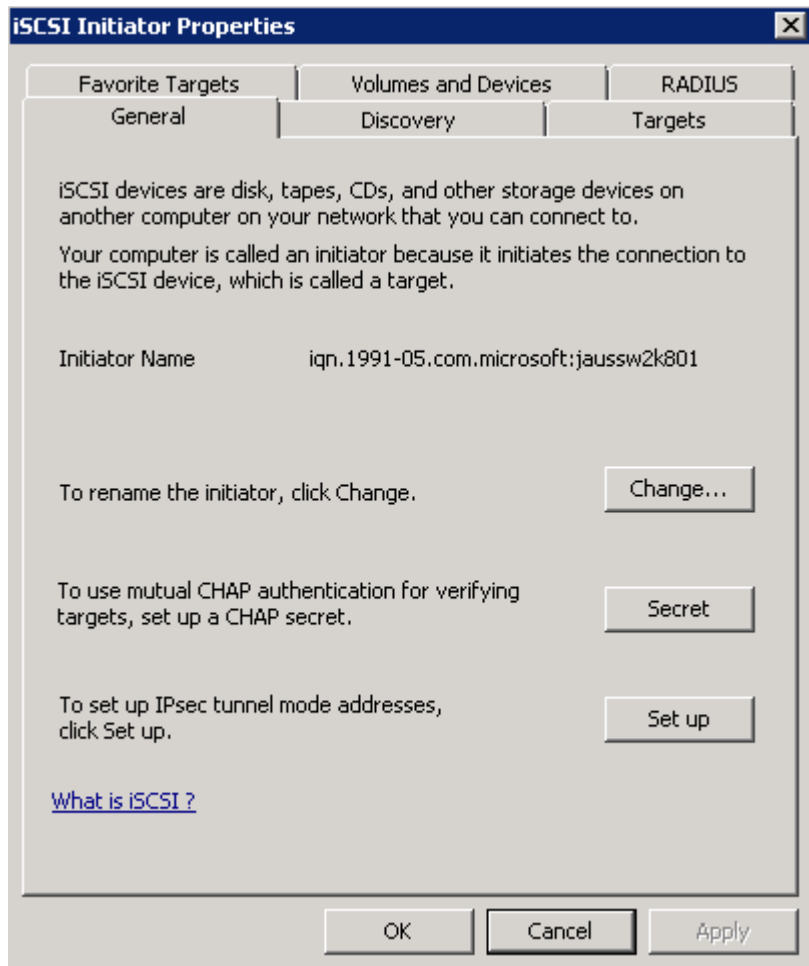 iSCSI Initiator Properties
Favorite Targets
Volumes and Devices
RADIUS
General
Discovery
Targets
iSCSI devices are disk, tapes, CDs, and other storage devices on
another computer on your network that you can connect to.
Your computer is called an initiator because it initiates the connection to
the iSCSI device, which is called a target.
Initiator Name iqn.1991-05.com.microsoft:jaussw2k801
To rename the initiator, click Change.
Change...
To use mutual CHAP authentication for verifying
targets, set up a CHAP secret.
Secret
To set up IPsec tunnel mode addresses,
click Set up.
Set up
What is iSCSI ?
OK
Cancel
Apply